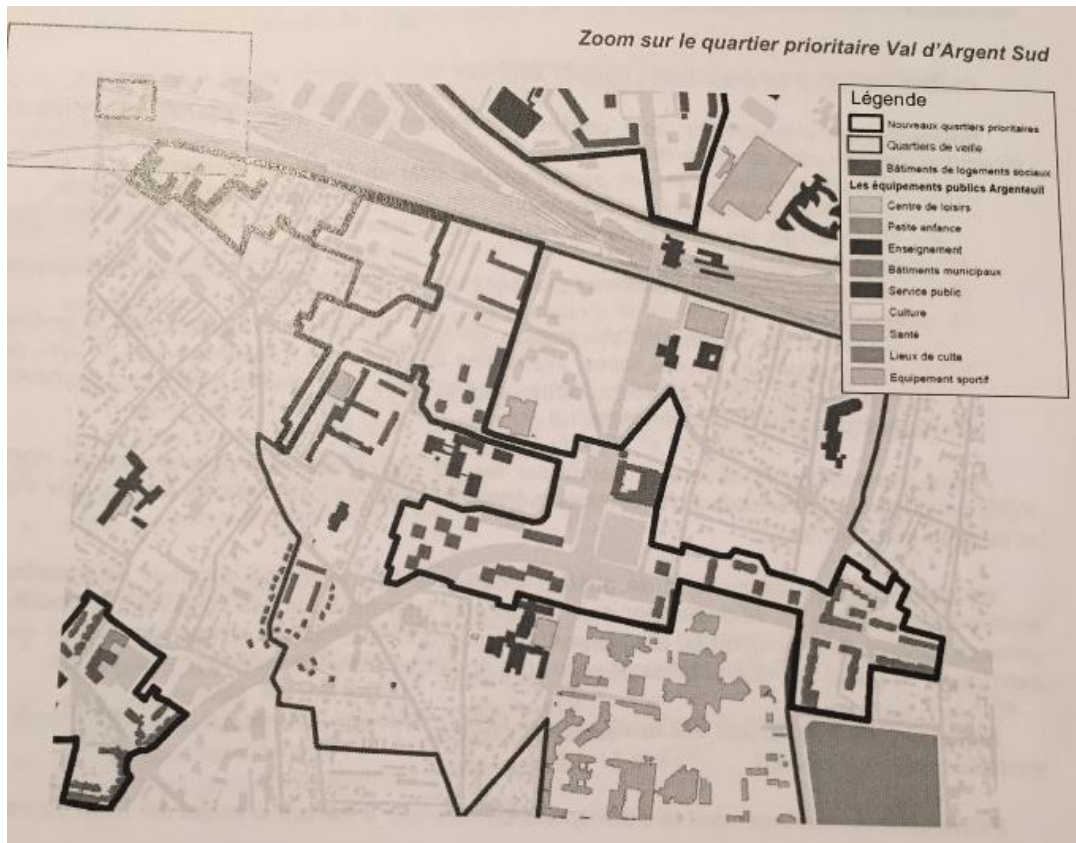 Zoom sur le quartier prioritaire Val d'Argent Sud
Légende
Nouveaux quartiers prioritaires
Quartiers de veille
Bâtiments de logements sociaux
Les équipements publics Argenteuil
Centre de loisirs
Petite enfance
Enseignement
Bâtiments municipaux
Service public
Culture
Santé
Lieux de culte
Equipement sportif